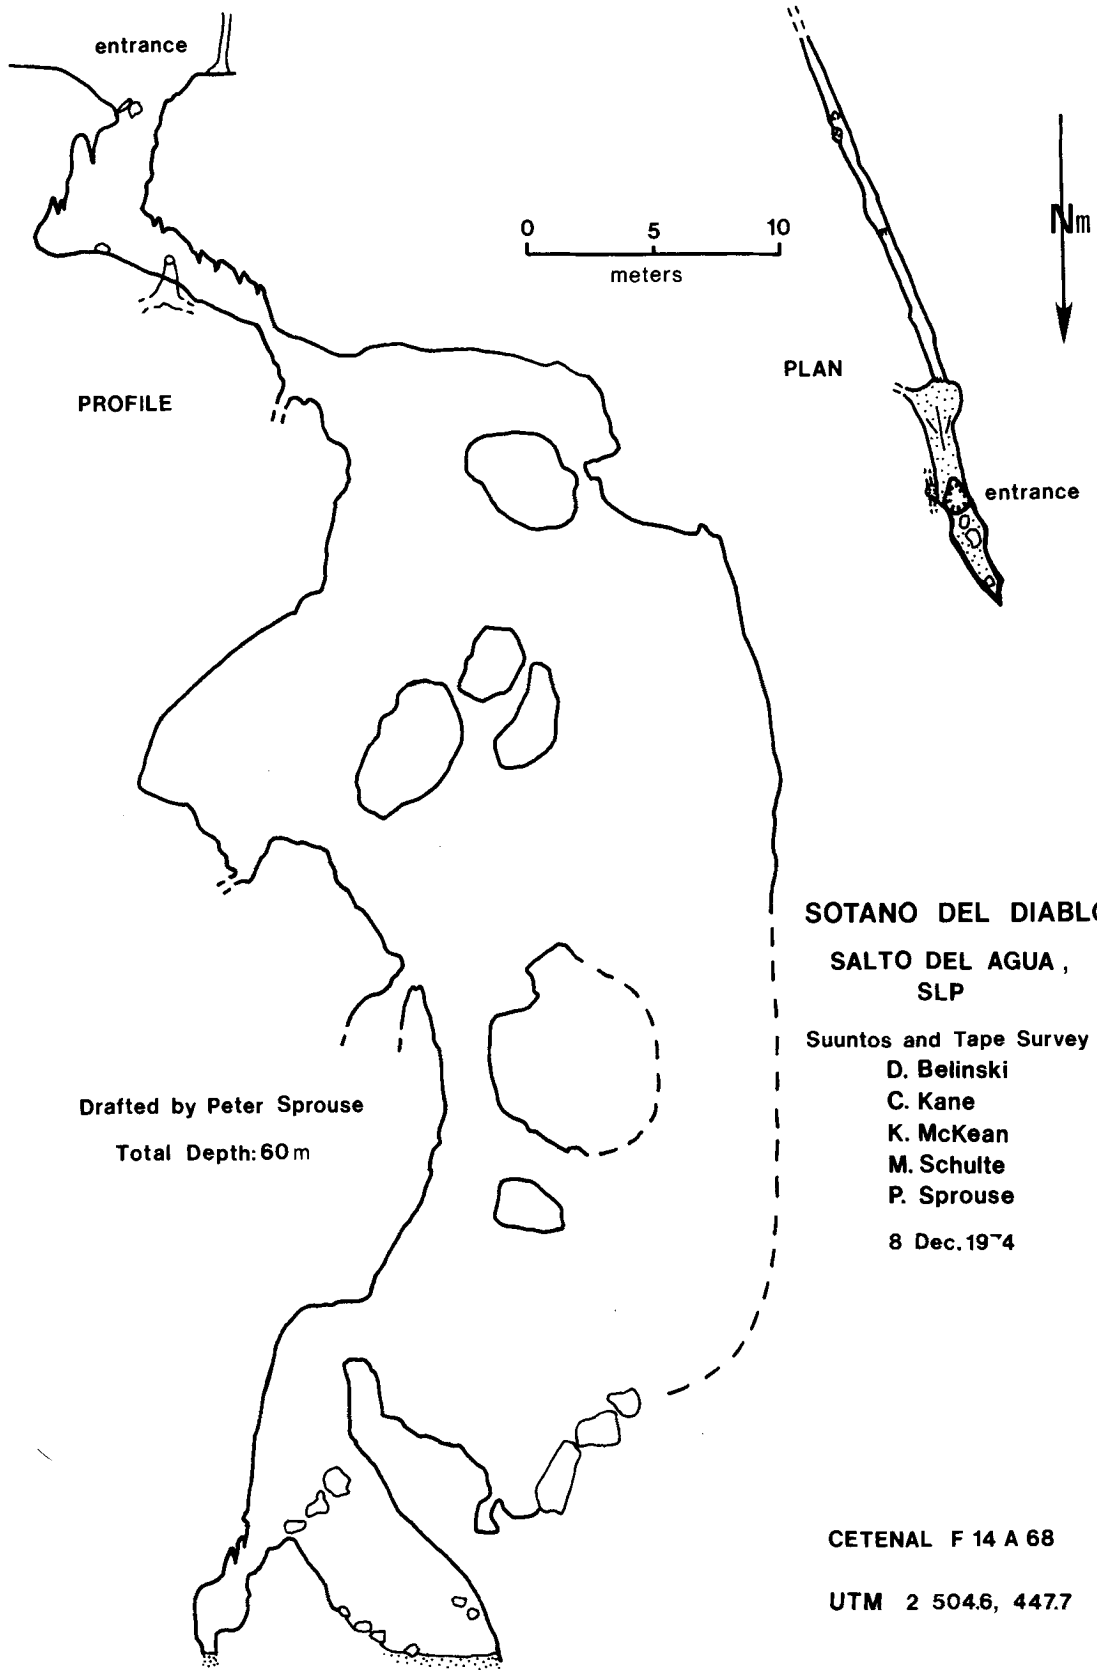 entrance
0 5 10
meters
Nm
PLAN
PROFILE
entrance
SOTANO DEL DIABLO
SALTO DEL AGUA,
SLP
Suuntos and Tape Survey
D. Belinski
C. Kane
K. McKean
M. Schulte
P. Sprouse
8 Dec. 1974
Drafted by Peter Sprouse
Total Depth: 60 m
CETENAL F 14 A 68
UTM 2 504.6, 447.7